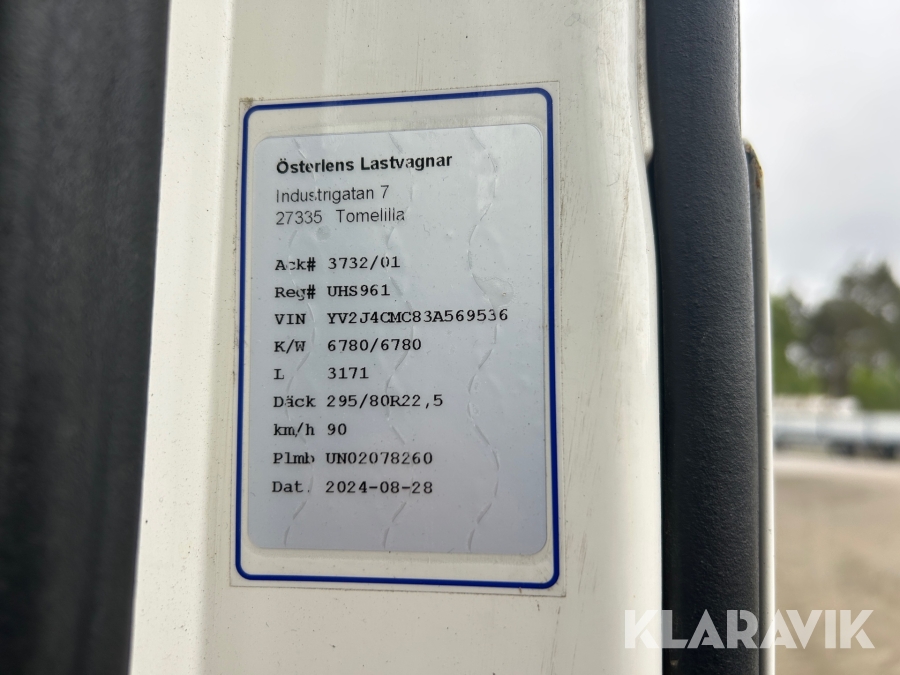 Österlens Lastvagnar
Industrigatan 7
27335 Tomelilla
Ack# 3732/01
Reg# UHS961
VIN YV2J4CMC83A569536
K/W 6780/6780
L 3171
Däck 295/80R22,5
km/h 90
Plmb UN02078260
Dat. 2024-08-28
KLARAVIK